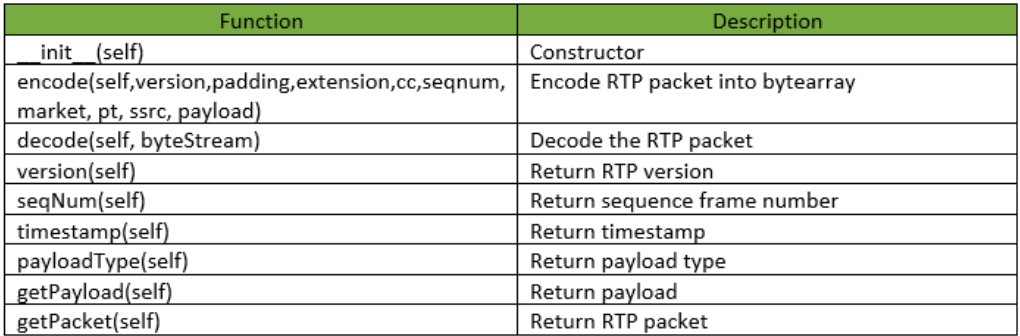 Function Description
__init__(self) Constructor
encode(self,version,padding,extension,cc,seqnum, Encode RTP packet into bytearray
market, pt, ssrc, payload)
decode(self, byteStream) Decode the RTP packet
version(self) Return RTP version
seqNum(self) Return sequence frame number
timestamp(self) Return timestamp
payloadType(self) Return payload type
getPayload(self) Return payload
getPacket(self) Return RTP packet